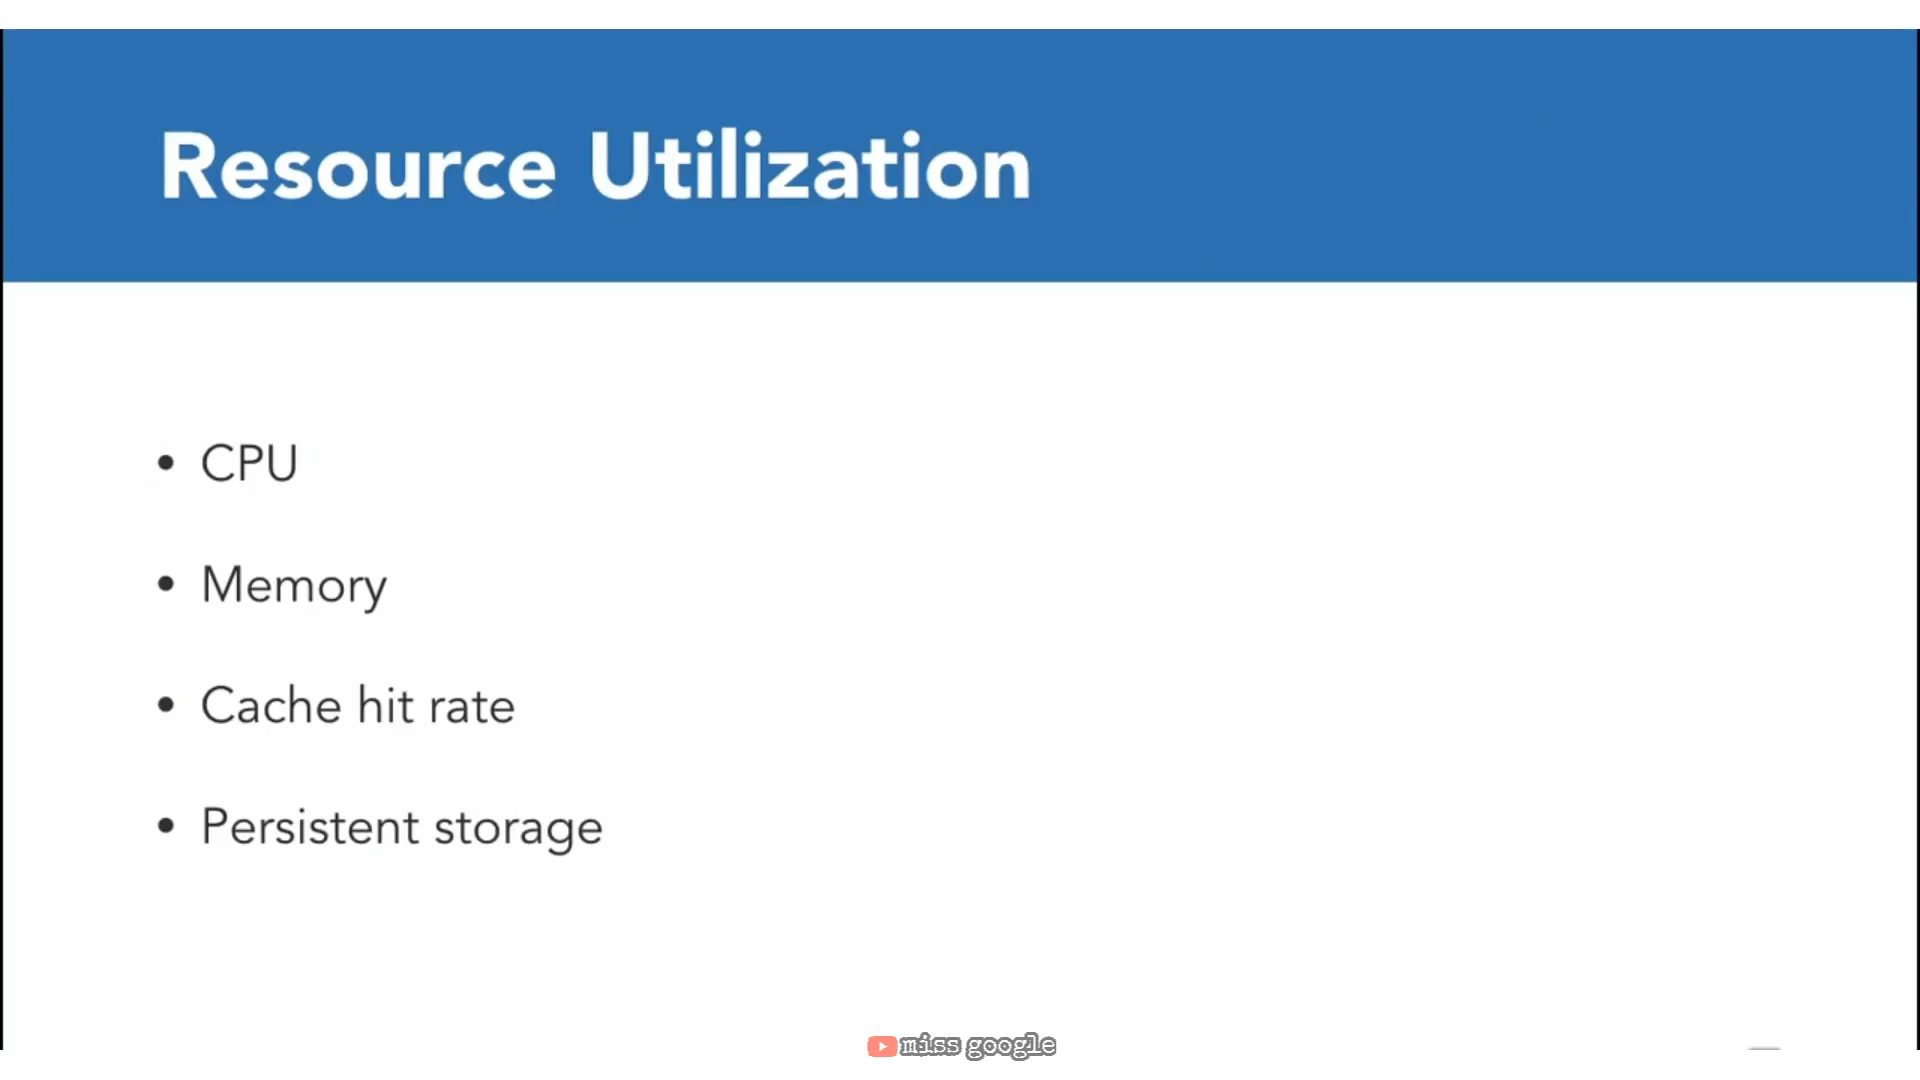 Resource Utilization
• CPU
• Memory
• Cache hit rate
• Persistent storage
miss google